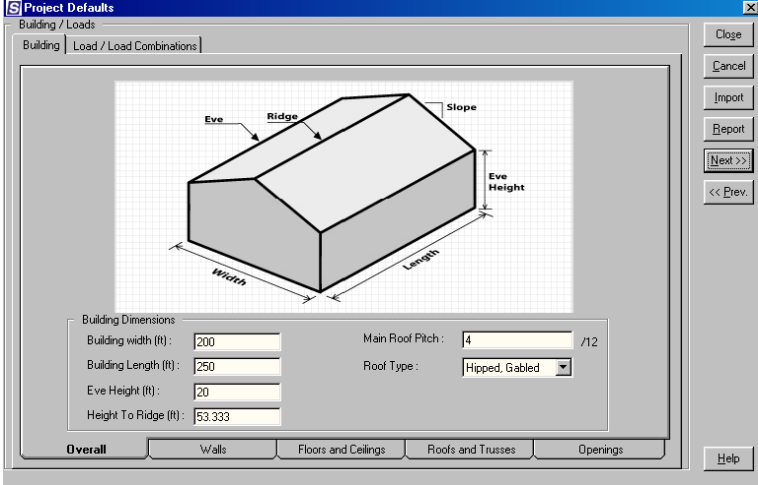 S Project Defaults
Building / Loads
Building Load / Load Combinations
Eve
Ridge
Slope
Eve
Height
Width
Length
Building Dimensions
Building width (ft) : 200
Building Length (ft) : 250
Eve Height (ft) : 20
Height To Ridge (ft) : 53.333
Main Roof Pitch : 4 /12
Roof Type : Hipped, Gabled
Overall Walls Floors and Ceilings Roofs and Trusses Openings
Close
Cancel
Import
Report
Next >>
<< Prev.
Help